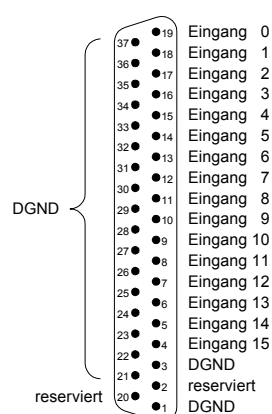 19 Eingang 0
37
18 Eingang 1
36
17 Eingang 2
35
16 Eingang 3
34
15 Eingang 4
33
14 Eingang 5
32
13 Eingang 6
31
12 Eingang 7
30
11 Eingang 8
DGND 29
10 Eingang 9
28
9 Eingang 10
27
8 Eingang 11
26
7 Eingang 12
25
6 Eingang 13
24
5 Eingang 14
23
4 Eingang 15
22
3 DGND
21
2 reserviert
reserviert 20
1 DGND